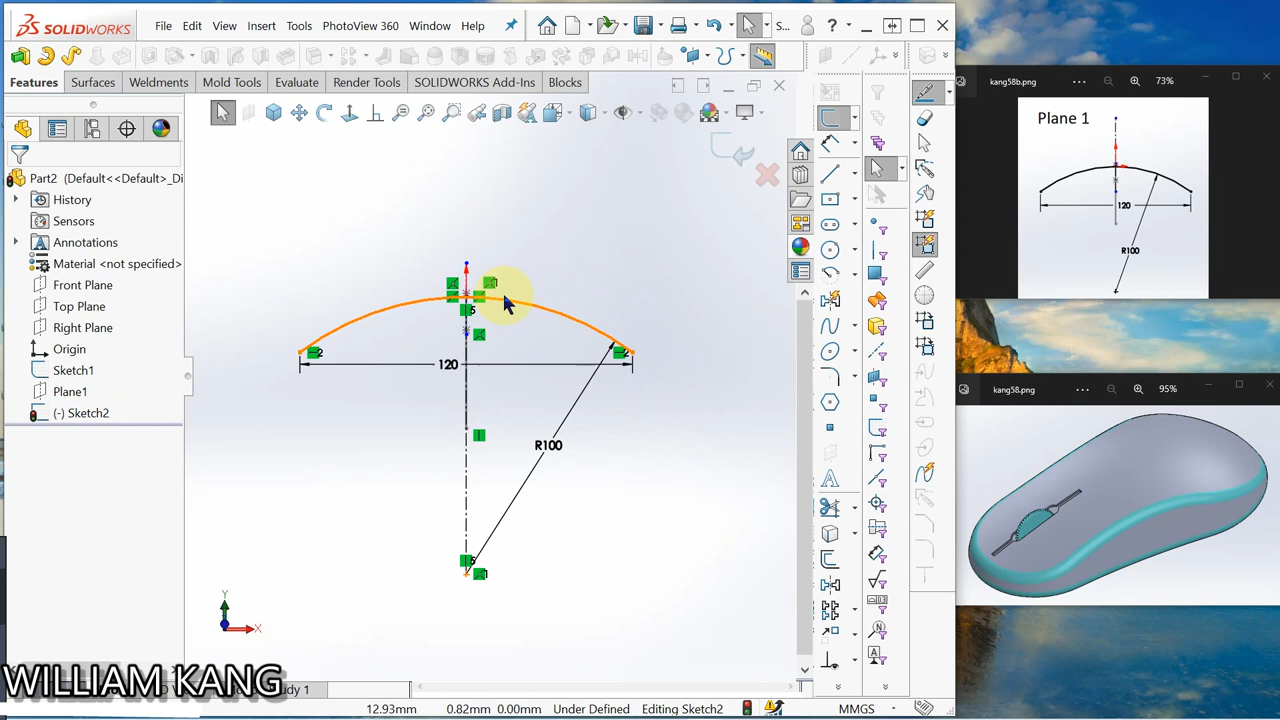 SOLIDWORKS
File Edit View Insert Tools PhotoView 360 Window Help
S...
Features Surfaces Weldments Mold Tools Evaluate Render Tools SOLIDWORKS Add-Ins Blocks
Part2 (Default<<Default>_Di
History
Sensors
Annotations
Material <not specified>
Front Plane
Top Plane
Right Plane
Origin
Sketch1
Plane1
(-) Sketch2
120
R100
Y
X
WILLIAM KANG
udy 1
12.93mm 0.82mm 0.00mm Under Defined Editing Sketch2 MMGS
kang58b.png ... 73%
Plane 1
120
R100
kang58.png ... 95%